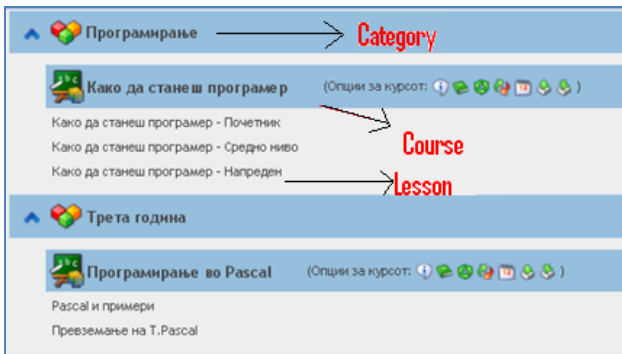 Програмирање Category
Како да станеш програмер (Опции за курсот: )
Како да станеш програмер - Почетник
Како да станеш програмер - Средно ниво
Course
Како да станеш програмер - Напреден
Lesson
Трета година
Програмирање во Pascal (Опции за курсот: )
Pascal и примери
Превземање на T.Pascal